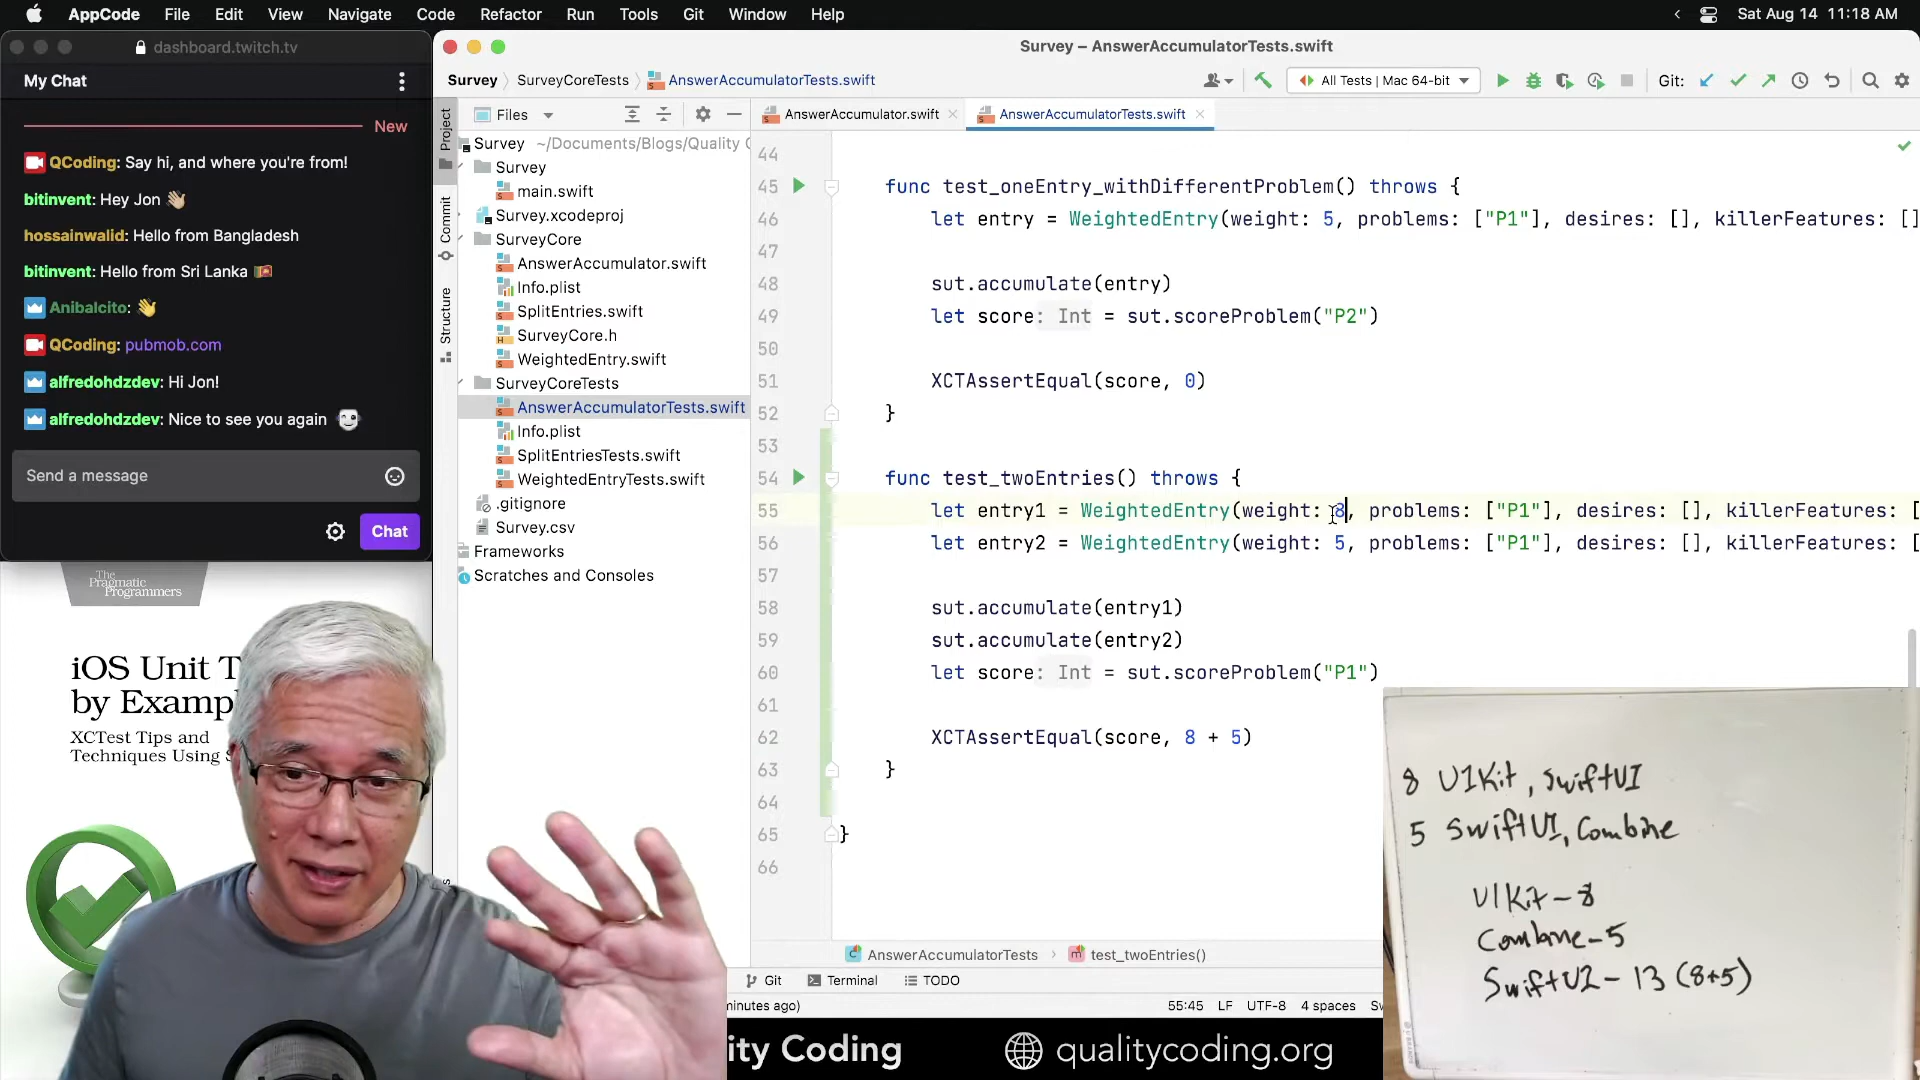 AppCode File Edit View Navigate Code Refactor Run Tools Git Window Help
Sat Aug 14 11:18 AM
dashboard.twitch.tv
My Chat
New
QCoding: Say hi, and where you're from!
bitinvent: Hey Jon 👋🏼
hossainwalid: Hello from Bangladesh
bitinvent: Hello from Sri Lanka 🇱🇰
Anibalcito: 👋
QCoding: pubmob.com
alfredohdzdev: Hi Jon!
alfredohdzdev: Nice to see you again
Send a message
Chat
The
Pragmatic
Programmers
iOS Unit T
by Examp
XCTest Tips and
Techniques Using S
Survey – AnswerAccumulatorTests.swift
Survey SurveyCoreTests AnswerAccumulatorTests.swift
All Tests | Mac 64-bit
Git:
Project
Commit
Structure
Files
AnswerAccumulator.swift
AnswerAccumulatorTests.swift
Survey ~/Documents/Blogs/Quality C
Survey
main.swift
Survey.xcodeproj
SurveyCore
AnswerAccumulator.swift
Info.plist
SplitEntries.swift
SurveyCore.h
WeightedEntry.swift
SurveyCoreTests
AnswerAccumulatorTests.swift
Info.plist
SplitEntriesTests.swift
WeightedEntryTests.swift
.gitignore
Survey.csv
Frameworks
Scratches and Consoles
44
45 func test_oneEntry_withDifferentProblem() throws {
46 let entry = WeightedEntry(weight: 5, problems: ["P1"], desires: [], killerFeatures: []
47
48 sut.accumulate(entry)
49 let score: Int = sut.scoreProblem("P2")
50
51 XCTAssertEqual(score, 0)
52 }
53
54 func test_twoEntries() throws {
55 let entry1 = WeightedEntry(weight: 8, problems: ["P1"], desires: [], killerFeatures: [
56 let entry2 = WeightedEntry(weight: 5, problems: ["P1"], desires: [], killerFeatures: [
57
58 sut.accumulate(entry1)
59 sut.accumulate(entry2)
60 let score: Int = sut.scoreProblem("P1")
61
62 XCTAssertEqual(score, 8 + 5)
63 }
64
65 }
66
AnswerAccumulatorTests test_twoEntries()
Git Terminal TODO
minutes ago) 55:45 LF UTF-8 4 spaces
ity Coding qualitycoding.org
8 UIKit, SwiftUI
5 SwiftUI, Combine
UIKit – 8
Combine – 5
SwiftUI – 13 (8+5)